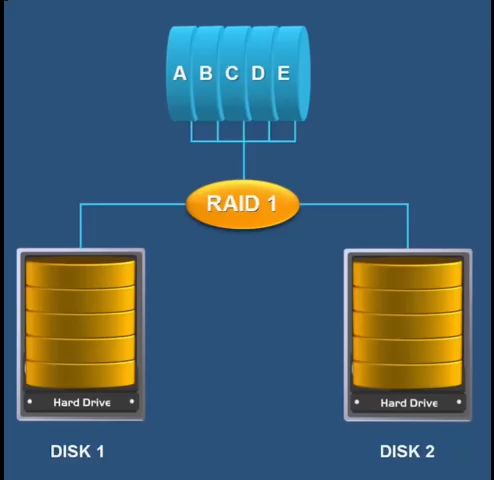 A B C D E
RAID 1
Hard Drive
Hard Drive
DISK 1
DISK 2